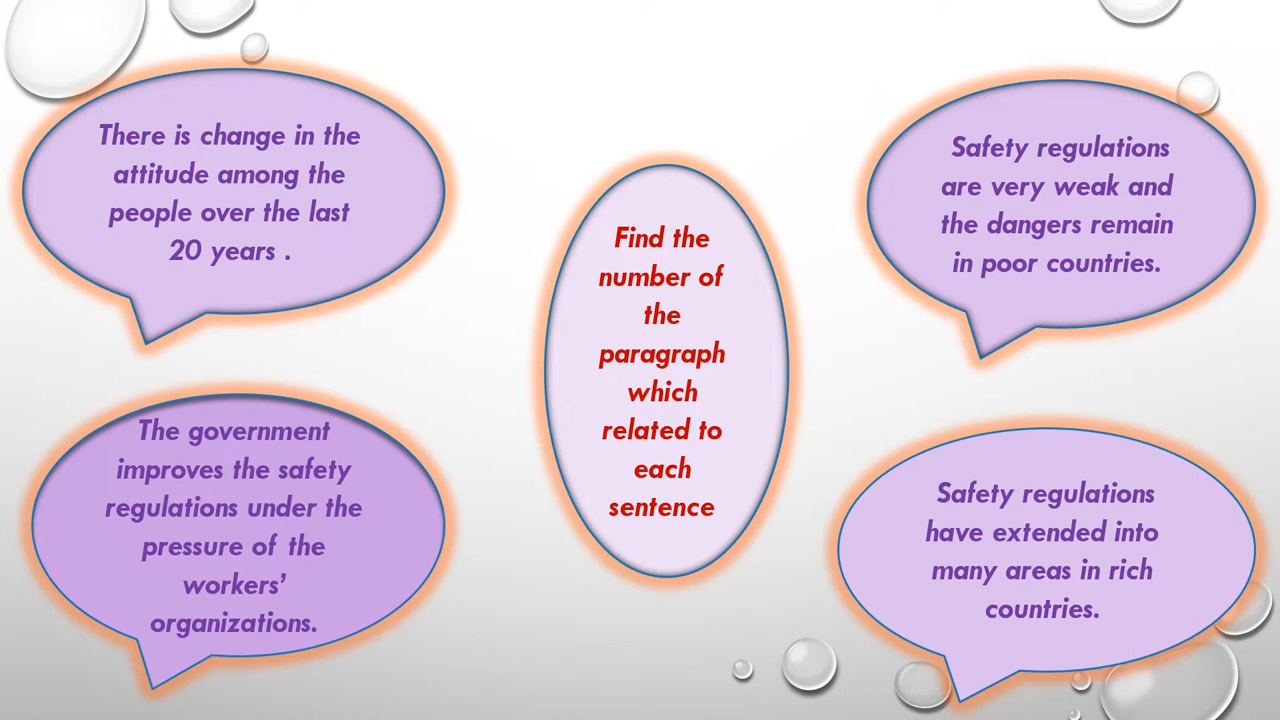 There is change in the
attitude among the
people over the last
20 years .
The government
improves the safety
regulations under the
pressure of the
workers’
organizations.
Find the
number of
the
paragraph
which
related to
each
sentence
Safety regulations
are very weak and
the dangers remain
in poor countries.
Safety regulations
have extended into
many areas in rich
countries.